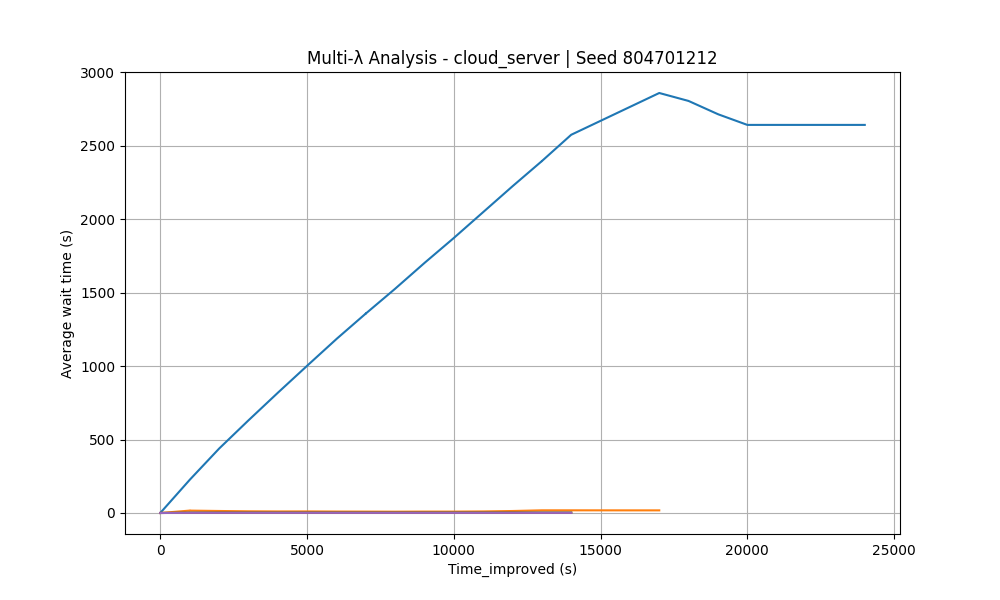 Multi-λ Analysis - cloud_server | Seed 804701212
3000
2500
2000
1500
1000
500
0
Average wait time (s)
0 5000 10000 15000 20000 25000
Time_improved (s)